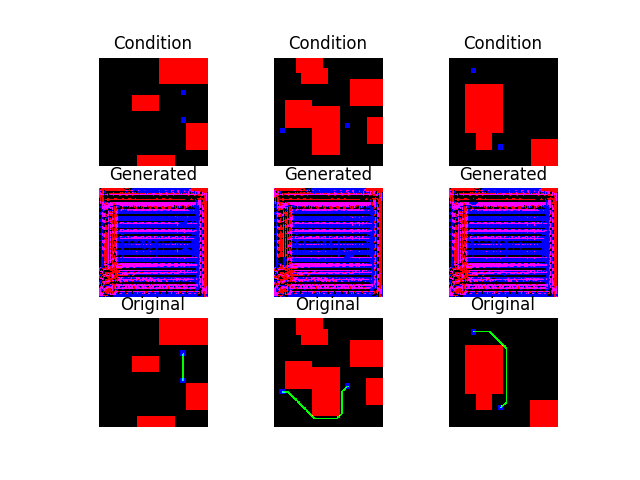 Condition
Condition
Condition
Generated
Generated
Generated
Original
Original
Original